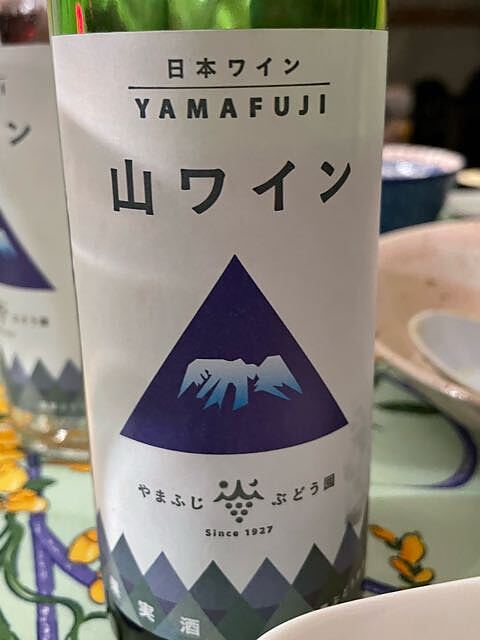 日本ワイン
YAMAFUJI
山ワイン
やまふじ ぶどう園
Since 1927
実酒